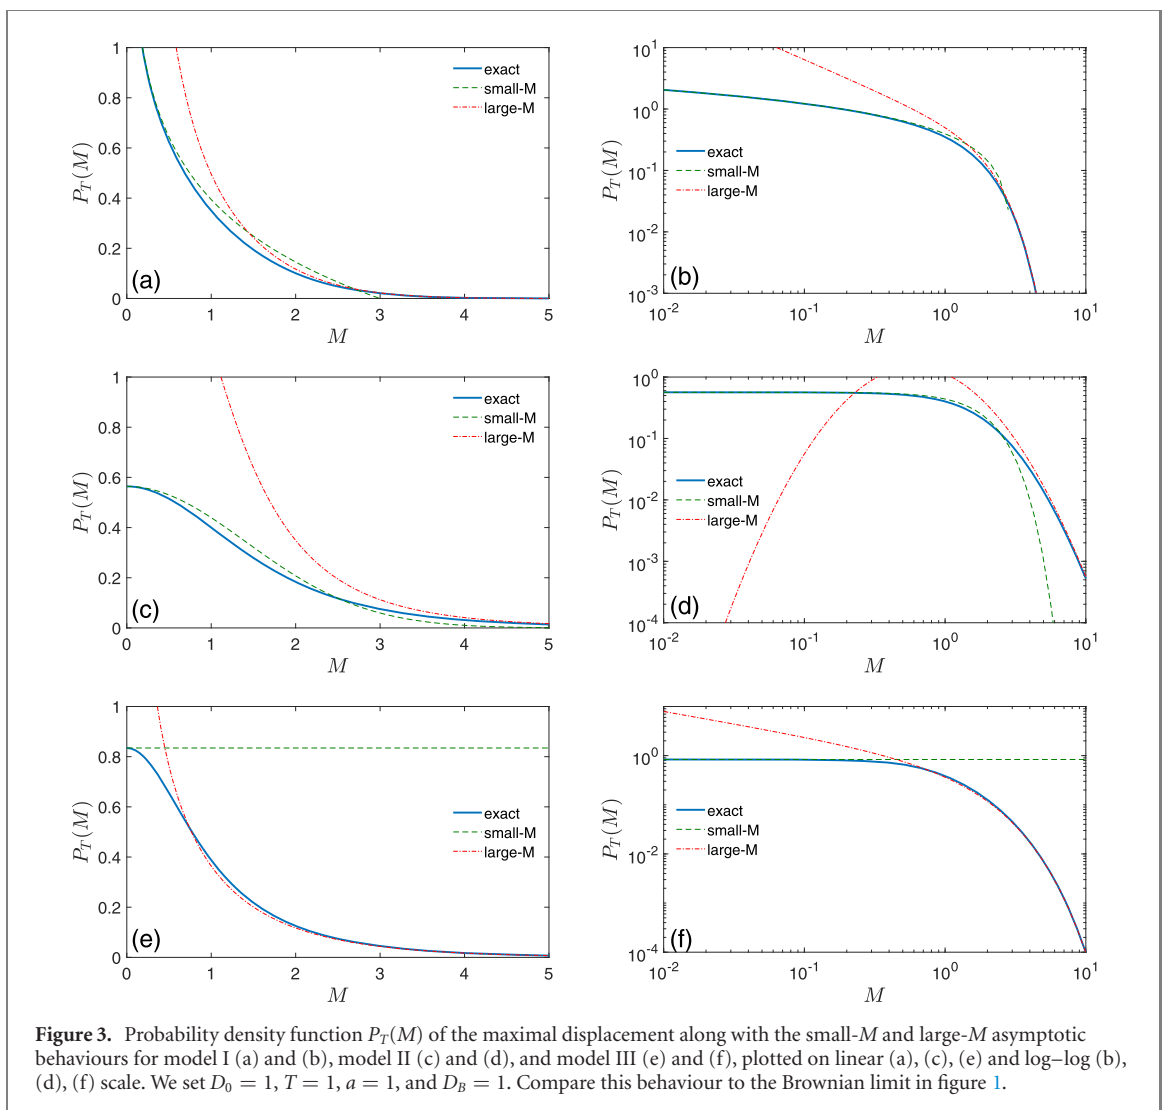 1
0.8
0.6
0.4
0.2
0
P_T(M)
exact
small-M
large-M
(a)
0 1 2 3 4 5
M
10^1
10^0
10^-1
10^-2
10^-3
P_T(M)
exact
small-M
large-M
(b)
10^-2 10^-1 10^0 10^1
M
1
0.8
0.6
0.4
0.2
0
P_T(M)
exact
small-M
large-M
(c)
0 1 2 3 4 5
M
10^0
10^-1
10^-2
10^-3
10^-4
P_T(M)
exact
small-M
large-M
(d)
10^-2 10^-1 10^0 10^1
M
1
0.8
0.6
0.4
0.2
0
P_T(M)
exact
small-M
large-M
(e)
0 1 2 3 4 5
M
10^0
10^-2
10^-4
P_T(M)
exact
small-M
large-M
(f)
10^-2 10^-1 10^0 10^1
M
Figure 3. Probability density function P_T(M) of the maximal displacement along with the small-M and large-M asymptotic
behaviours for model I (a) and (b), model II (c) and (d), and model III (e) and (f), plotted on linear (a), (c), (e) and log–log (b),
(d), (f) scale. We set D_0 = 1, T = 1, a = 1, and D_B = 1. Compare this behaviour to the Brownian limit in figure 1.